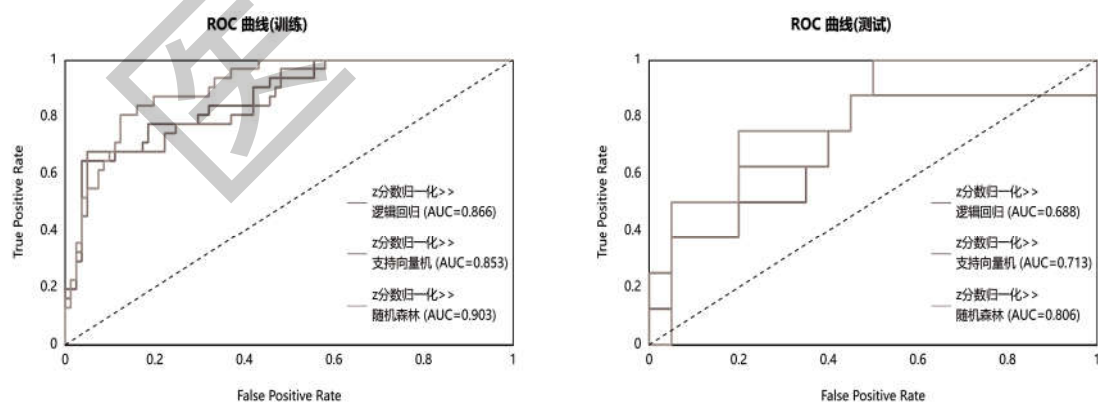 ROC 曲线(训练)
1
0.8
0.6
0.4
0.2
0
True Positive Rate
z分数归一化>>
逻辑回归 (AUC=0.866)
z分数归一化>>
支持向量机 (AUC=0.853)
z分数归一化>>
随机森林 (AUC=0.903)
0
0.2
0.4
0.6
0.8
1
False Positive Rate
ROC 曲线(测试)
1
0.8
0.6
0.4
0.2
0
True Positive Rate
z分数归一化>>
逻辑回归 (AUC=0.688)
z分数归一化>>
支持向量机 (AUC=0.713)
z分数归一化>>
随机森林 (AUC=0.806)
0
0.2
0.4
0.6
0.8
1
False Positive Rate